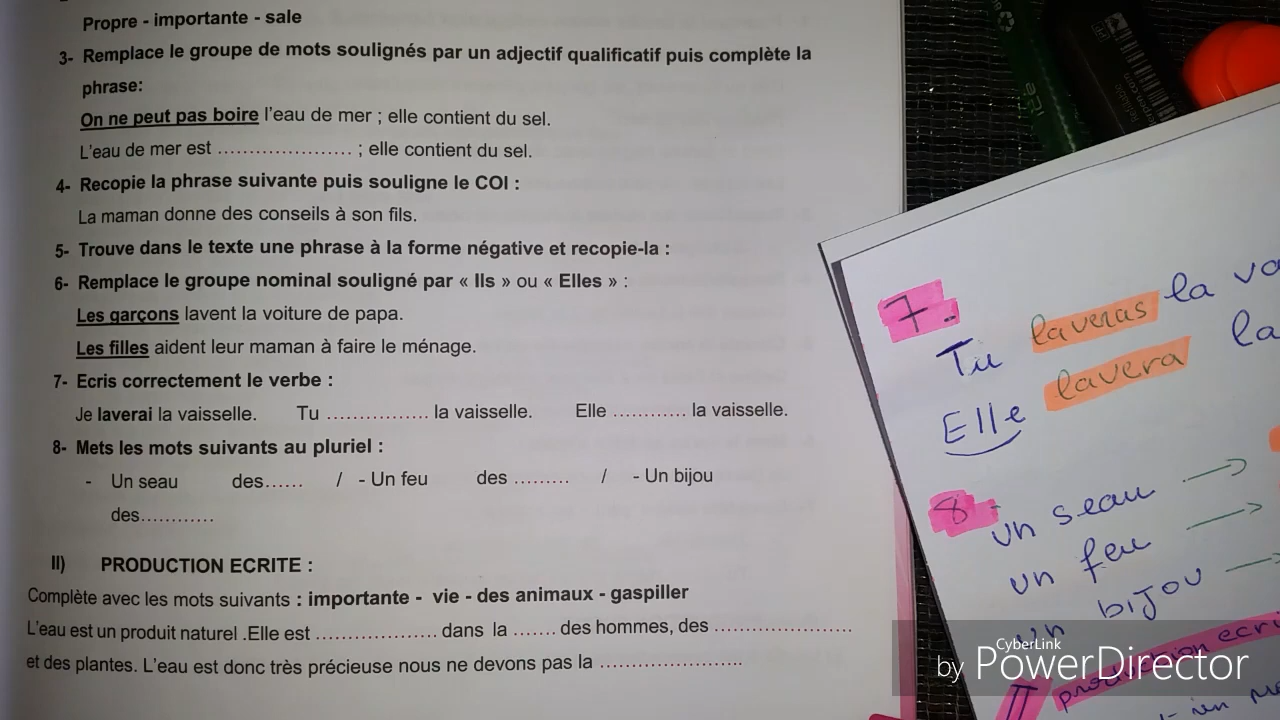 Propre - importante - sale
3- Remplace le groupe de mots soulignés par un adjectif qualificatif puis complète la
phrase:
On ne peut pas boire l'eau de mer ; elle contient du sel.
L'eau de mer est ..................... ; elle contient du sel.
4- Recopie la phrase suivante puis souligne le COI :
La maman donne des conseils à son fils.
5- Trouve dans le texte une phrase à la forme négative et recopie-la :
6- Remplace le groupe nominal souligné par « Ils » ou « Elles » :
Les garçons lavent la voiture de papa.
Les filles aident leur maman à faire le ménage.
7- Ecris correctement le verbe :
Je laverai la vaisselle. Tu ................ la vaisselle. Elle ........... la vaisselle.
8- Mets les mots suivants au pluriel :
- Un seau des...... / - Un feu des ......... / - Un bijou
des............
II) PRODUCTION ECRITE :
Complète avec les mots suivants : importante - vie - des animaux - gaspiller
L'eau est un produit naturel .Elle est ................... dans la ....... des hommes, des .....................
et des plantes. L'eau est donc très précieuse nous ne devons pas la ......................
7.
Tu laveras la va
Elle lavera la
8-
un seau →
un feu →
un bijou →
II production ecri
CyberLink
by PowerDirector